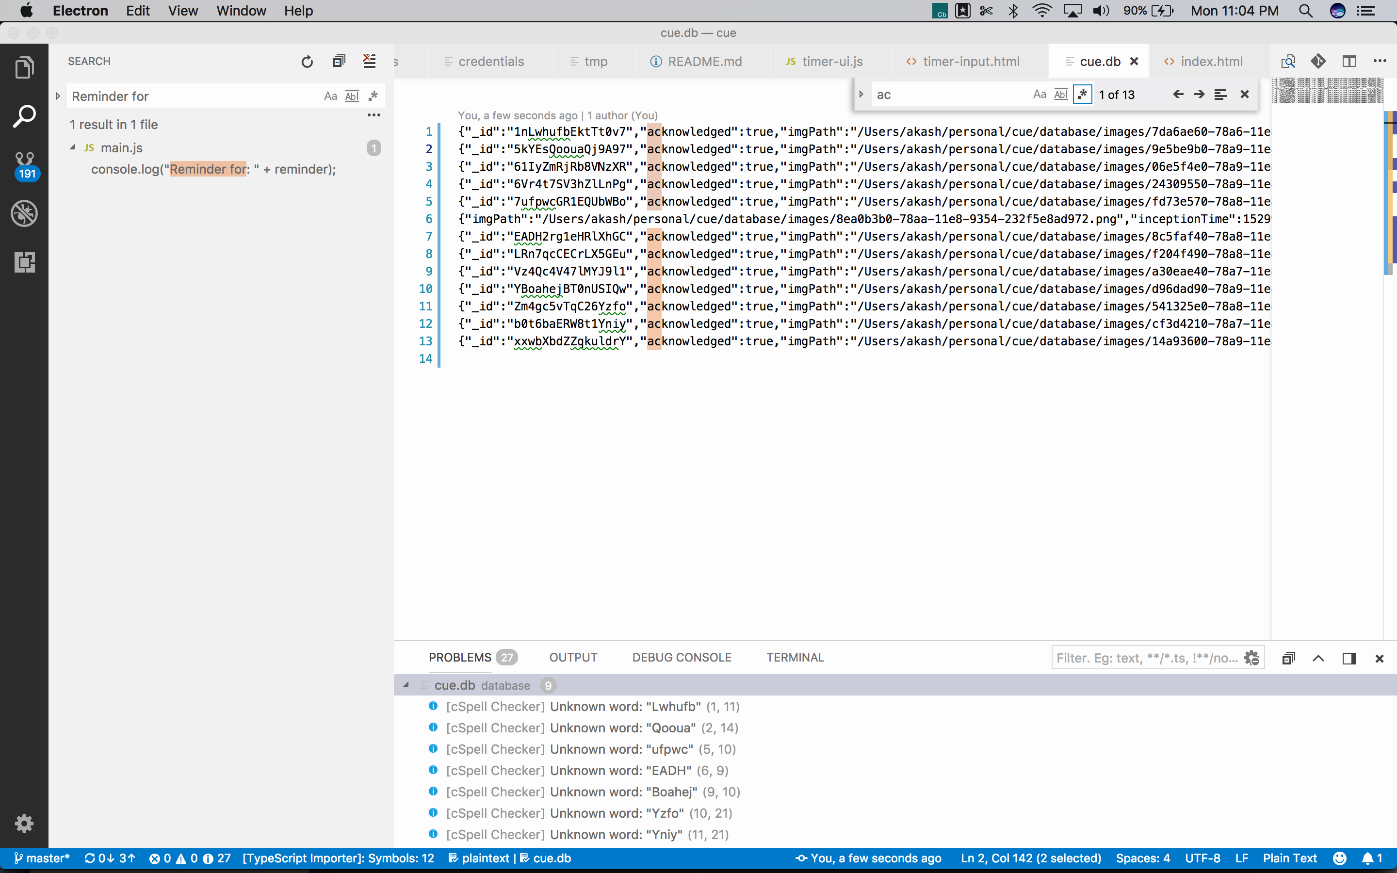 Electron Edit View Window Help
Cb 90% Mon 11:04 PM
cue.db — cue
SEARCH
Reminder for Aa Abl .*
1 result in 1 file
JS main.js 1
console.log("Reminder for: " + reminder);
191
s credentials tmp README.md JS timer-ui.js <> timer-input.html cue.db <> index.html
ac Aa Abl .* 1 of 13
You, a few seconds ago | 1 author (You)
1 {"_id":"1nLwhufbEktTt0v7","acknowledged":true,"imgPath":"/Users/akash/personal/cue/database/images/7da6ae60-78a6-11e
2 {"_id":"5kYEsQoouaQj9A97","acknowledged":true,"imgPath":"/Users/akash/personal/cue/database/images/9e5be9b0-78a9-11e
3 {"_id":"61IyZmRjRb8VNzXR","acknowledged":true,"imgPath":"/Users/akash/personal/cue/database/images/06e5f4e0-78a9-11e
4 {"_id":"6Vr4t7SV3hZlLnPg","acknowledged":true,"imgPath":"/Users/akash/personal/cue/database/images/24309550-78a9-11e
5 {"_id":"7ufpwcGR1EQUbWBo","acknowledged":true,"imgPath":"/Users/akash/personal/cue/database/images/fd73e570-78a8-11e
6 {"imgPath":"/Users/akash/personal/cue/database/images/8ea0b3b0-78aa-11e8-9354-232f5e8ad972.png","inceptionTime":1529
7 {"_id":"EADH2rg1eHRlXhGC","acknowledged":true,"imgPath":"/Users/akash/personal/cue/database/images/8c5faf40-78a8-11e
8 {"_id":"LRn7qcCECrLX5GEu","acknowledged":true,"imgPath":"/Users/akash/personal/cue/database/images/f204f490-78a8-11e
9 {"_id":"Vz4Qc4V47lMYJ9l1","acknowledged":true,"imgPath":"/Users/akash/personal/cue/database/images/a30eae40-78a7-11e
10 {"_id":"YBoahejBT0nUSIQw","acknowledged":true,"imgPath":"/Users/akash/personal/cue/database/images/d96dad90-78a9-11e
11 {"_id":"Zm4gc5vTqC26Yzfo","acknowledged":true,"imgPath":"/Users/akash/personal/cue/database/images/541325e0-78a8-11e
12 {"_id":"b0t6baERW8t1Yniy","acknowledged":true,"imgPath":"/Users/akash/personal/cue/database/images/cf3d4210-78a7-11e
13 {"_id":"xxwbXbdZZqkuldrY","acknowledged":true,"imgPath":"/Users/akash/personal/cue/database/images/14a93600-78a9-11e
14
PROBLEMS 27 OUTPUT DEBUG CONSOLE TERMINAL Filter. Eg: text, **/*.ts, !**/no...
cue.db database 9
[cSpell Checker] Unknown word: "Lwhufb" (1, 11)
[cSpell Checker] Unknown word: "Qooua" (2, 14)
[cSpell Checker] Unknown word: "ufpwc" (5, 10)
[cSpell Checker] Unknown word: "EADH" (6, 9)
[cSpell Checker] Unknown word: "Boahej" (9, 10)
[cSpell Checker] Unknown word: "Yzfo" (10, 21)
[cSpell Checker] Unknown word: "Yniy" (11, 21)
master* 0↓ 3↑ 0 0 27 [TypeScript Importer]: Symbols: 12 plaintext | cue.db You, a few seconds ago Ln 2, Col 142 (2 selected) Spaces: 4 UTF-8 LF Plain Text 1